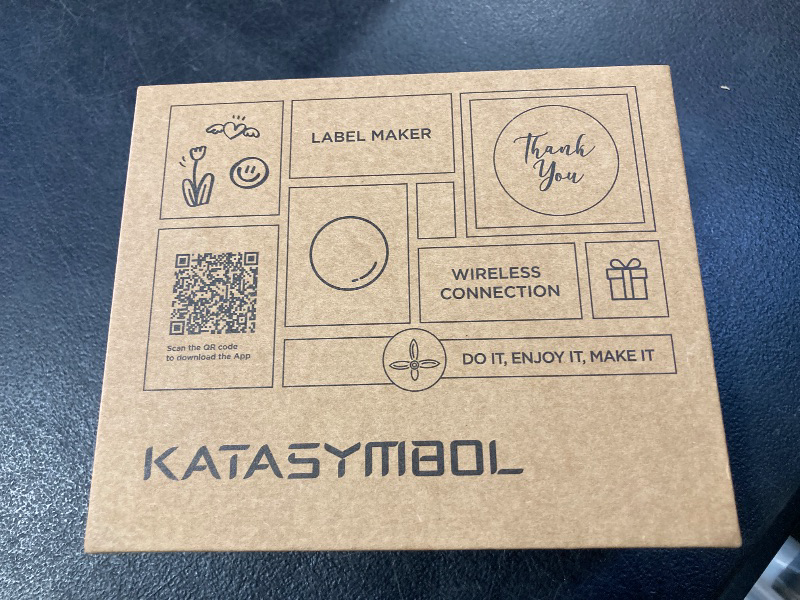 LABEL MAKER
Thank
You
WIRELESS
CONNECTION
Scan the QR code
to download the App
DO IT, ENJOY IT, MAKE IT
KATASYMBOL